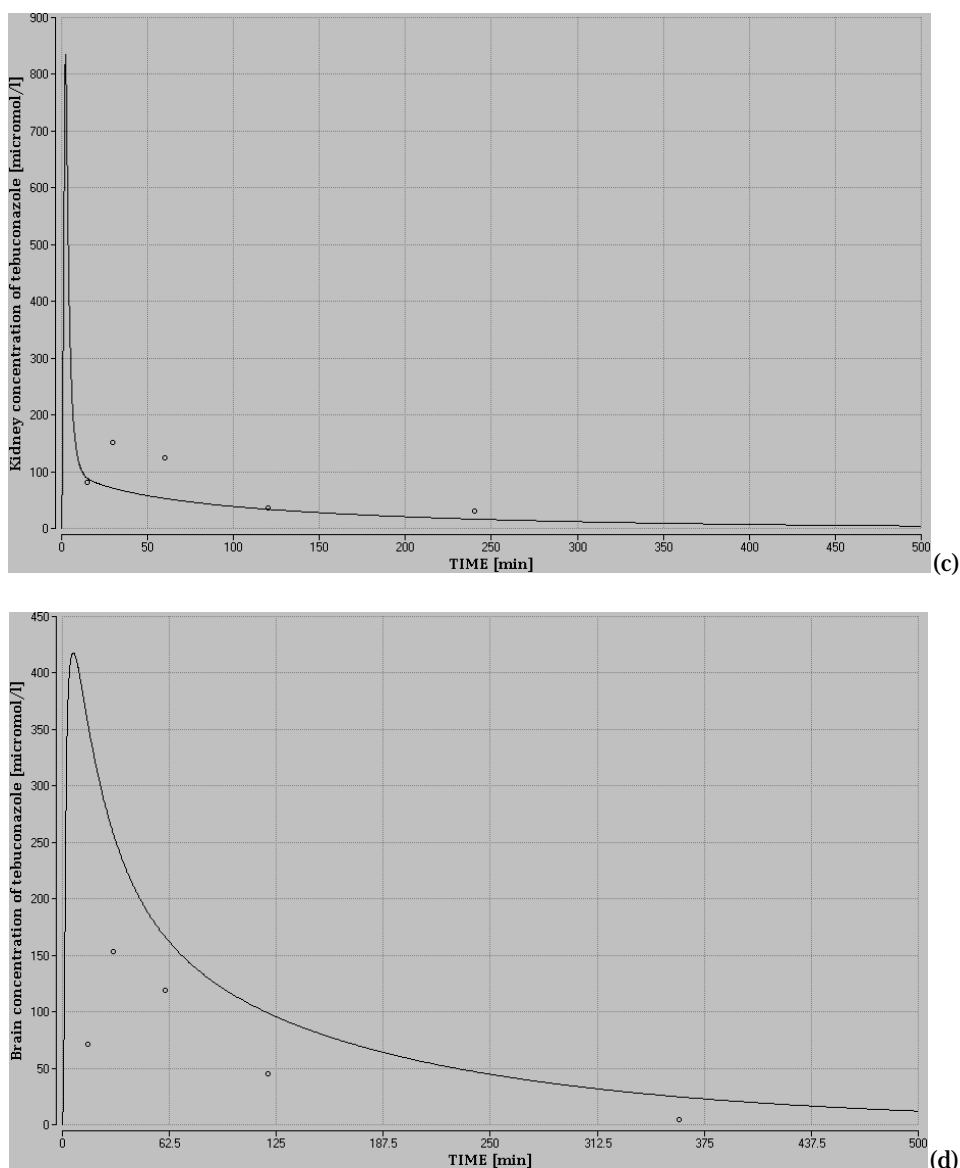 Kidney concentration of tebuconazole [micromol/l]
900
800
700
600
500
400
300
200
100
0
0 50 100 150 200 250 300 350 400 450 500
TIME [min]
(c)
Brain concentration of tebuconazole [micromol/l]
450
400
350
300
250
200
150
100
50
0
0 62.5 125 187.5 250 312.5 375 437.5 500
TIME [min]
(d)